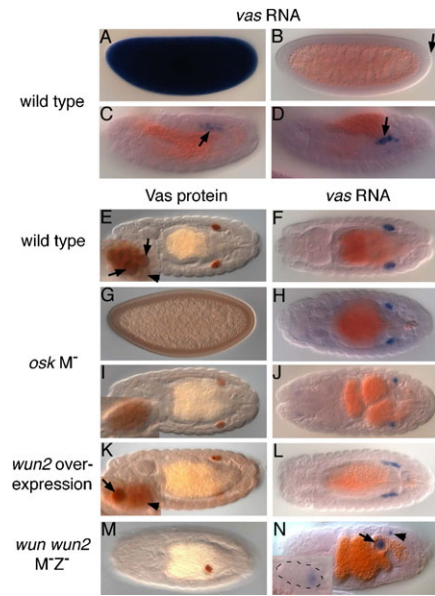 vas RNA
A
B
wild type
C
D
Vas protein
vas RNA
wild type
E
F
G
H
osk M⁻
I
J
wun2 over-
expression
K
L
wun wun2
M⁻Z⁻
M
N